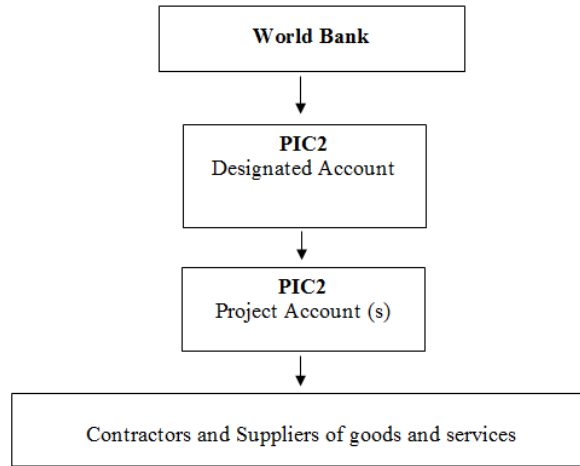 World Bank
PIC2
Designated Account
PIC2
Project Account (s)
Contractors and Suppliers of goods and services